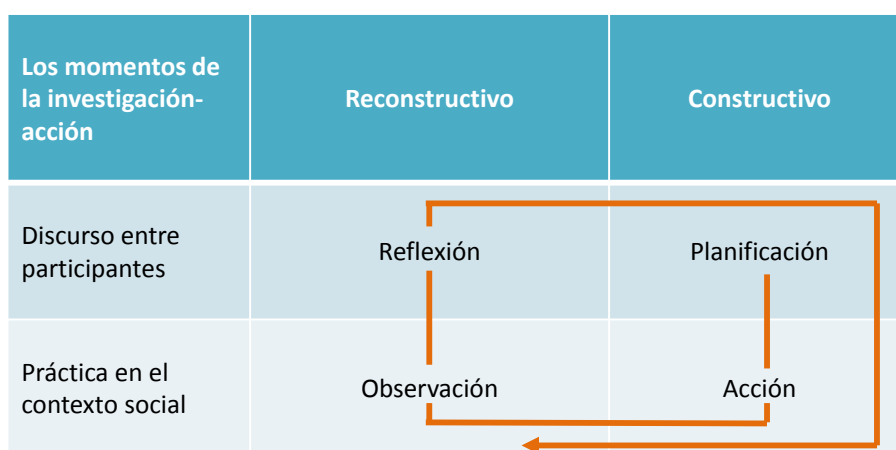 Los momentos de
la investigación-
acción
Reconstructivo
Constructivo
Discurso entre
participantes
Reflexión
Planificación
Práctica en el
contexto social
Observación
Acción